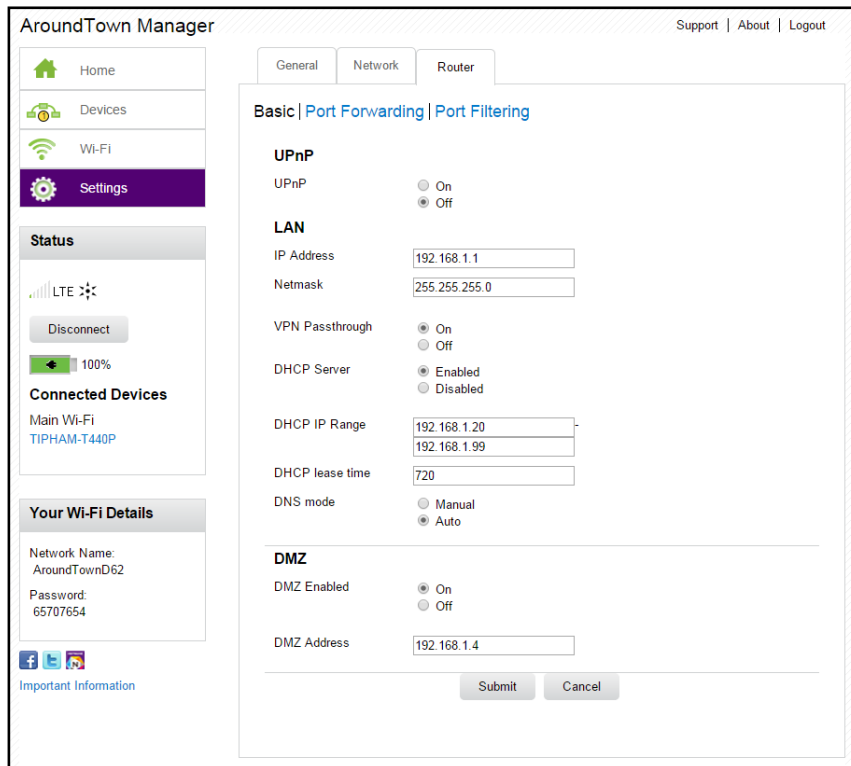 AroundTown Manager
Support | About | Logout
Home
Devices
Wi-Fi
Settings
Status
LTE
Disconnect
100%
Connected Devices
Main Wi-Fi
TIPHAM-T440P
Your Wi-Fi Details
Network Name:
AroundTownD62
Password:
65707654
Important Information
General
Network
Router
Basic | Port Forwarding | Port Filtering
UPnP
UPnP
On
Off
LAN
IP Address
192.168.1.1
Netmask
255.255.255.0
VPN Passthrough
On
Off
DHCP Server
Enabled
Disabled
DHCP IP Range
192.168.1.20 -
192.168.1.99
DHCP lease time
720
DNS mode
Manual
Auto
DMZ
DMZ Enabled
On
Off
DMZ Address
192.168.1.4
Submit
Cancel